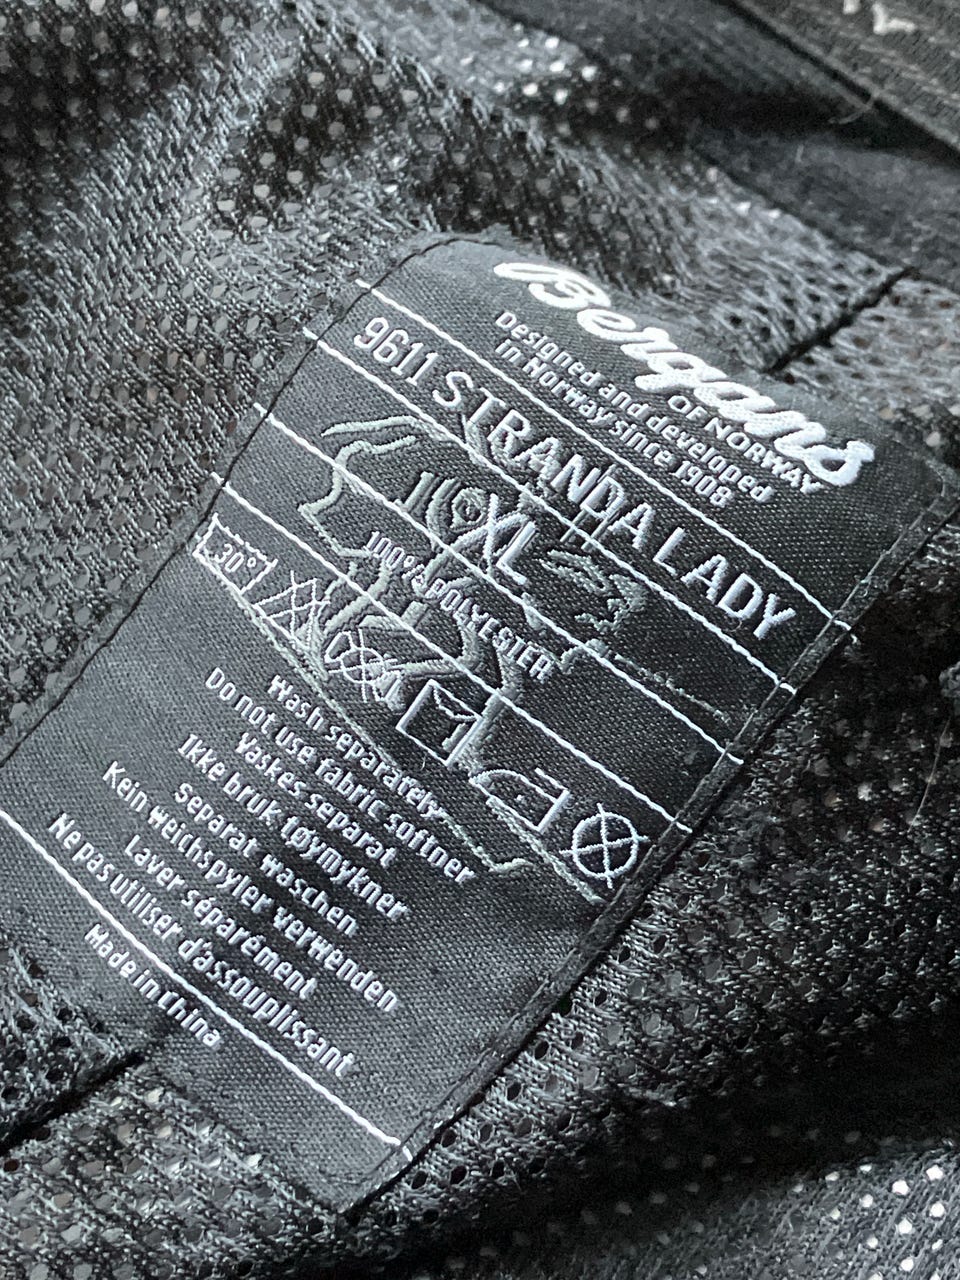 Bergans
OF NORWAY
Designed and developed
in Norway since 1908
9611 STRANDA LADY
XL
100% POLYESTER
30°
Wash separately
Do not use fabric softner
Vaskes separat
Ikke bruk tøymykner
Separat waschen
Kein weichspyler verwenden
Laver séparément
Ne pas utiliser d'assouplissant
Made in China